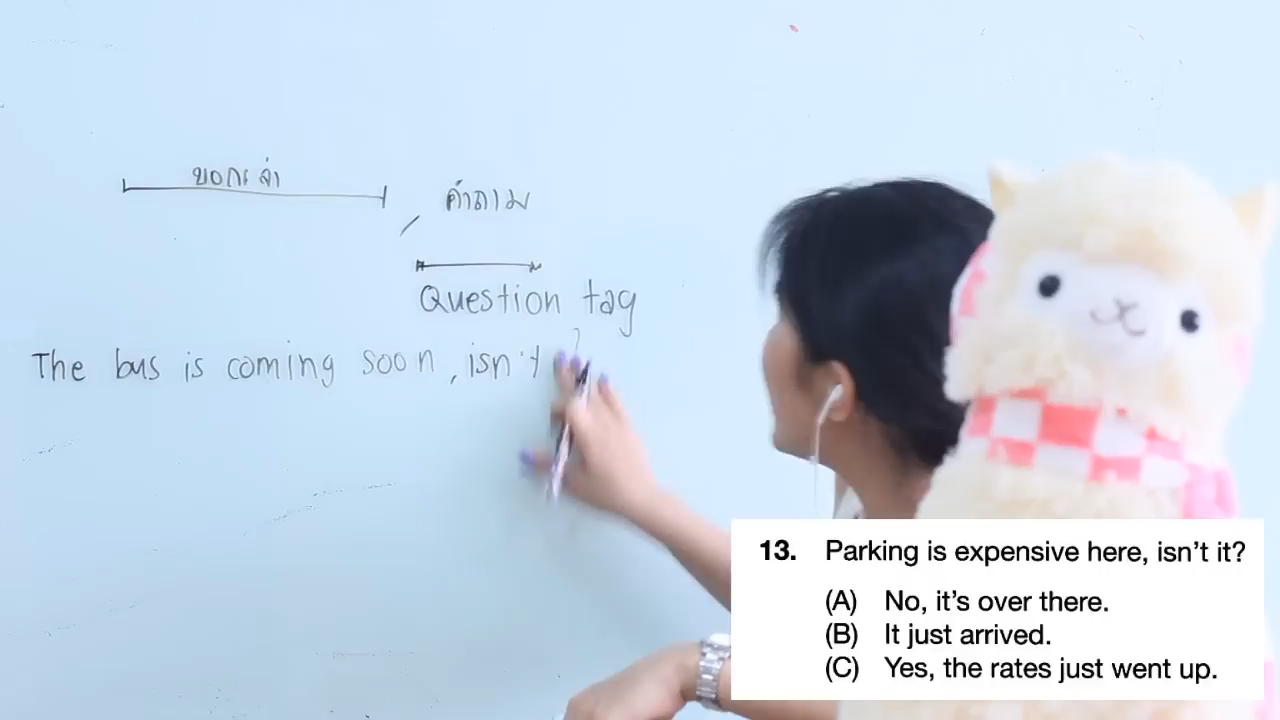 บอกเล่า
คำถาม
Question tag
The bus is coming soon, isn't
13. Parking is expensive here, isn't it?
(A) No, it's over there.
(B) It just arrived.
(C) Yes, the rates just went up.